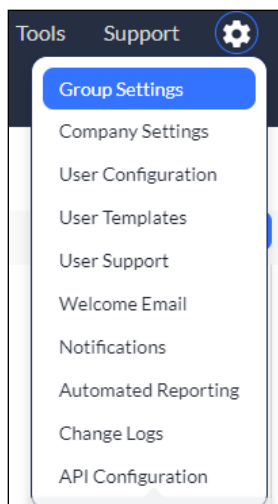 Tools Support
Group Settings
Company Settings
User Configuration
User Templates
User Support
Welcome Email
Notifications
Automated Reporting
Change Logs
API Configuration